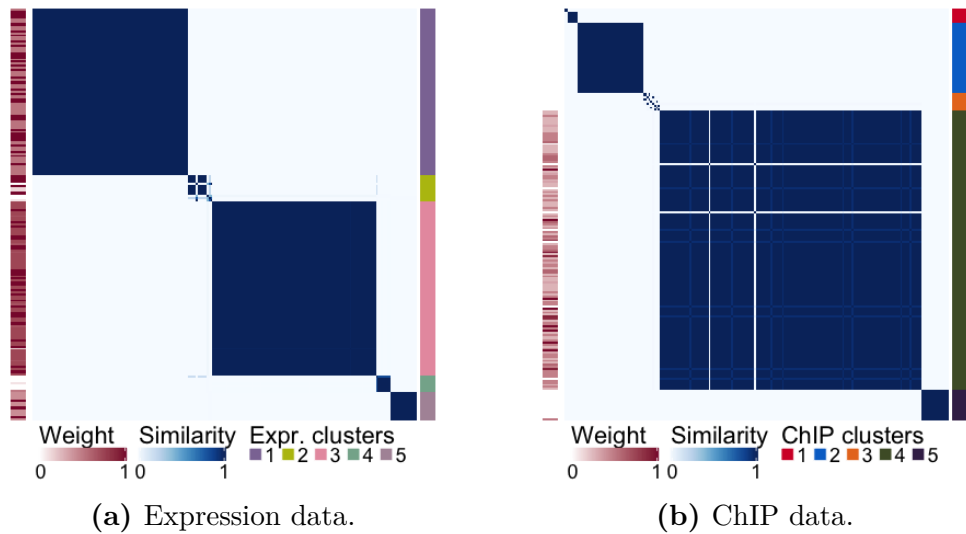 Weight Similarity Expr. clusters
0 1 0 1 1 2 3 4 5
(a) Expression data.
Weight Similarity ChIP clusters
0 1 0 1 1 2 3 4 5
(b) ChIP data.